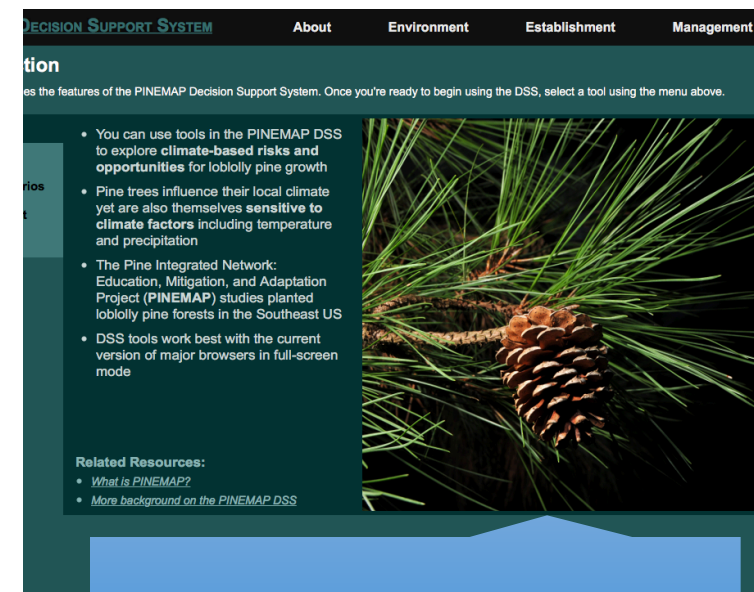 DECISION SUPPORT SYSTEM About Environment Establishment Management
tion
es the features of the PINEMAP Decision Support System. Once you're ready to begin using the DSS, select a tool using the menu above.
rios
t
• You can use tools in the PINEMAP DSS
to explore climate-based risks and
opportunities for loblolly pine growth
• Pine trees influence their local climate
yet are also themselves sensitive to
climate factors including temperature
and precipitation
• The Pine Integrated Network:
Education, Mitigation, and Adaptation
Project (PINEMAP) studies planted
loblolly pine forests in the Southeast US
• DSS tools work best with the current
version of major browsers in full-screen
mode
Related Resources:
• What is PINEMAP?
• More background on the PINEMAP DSS